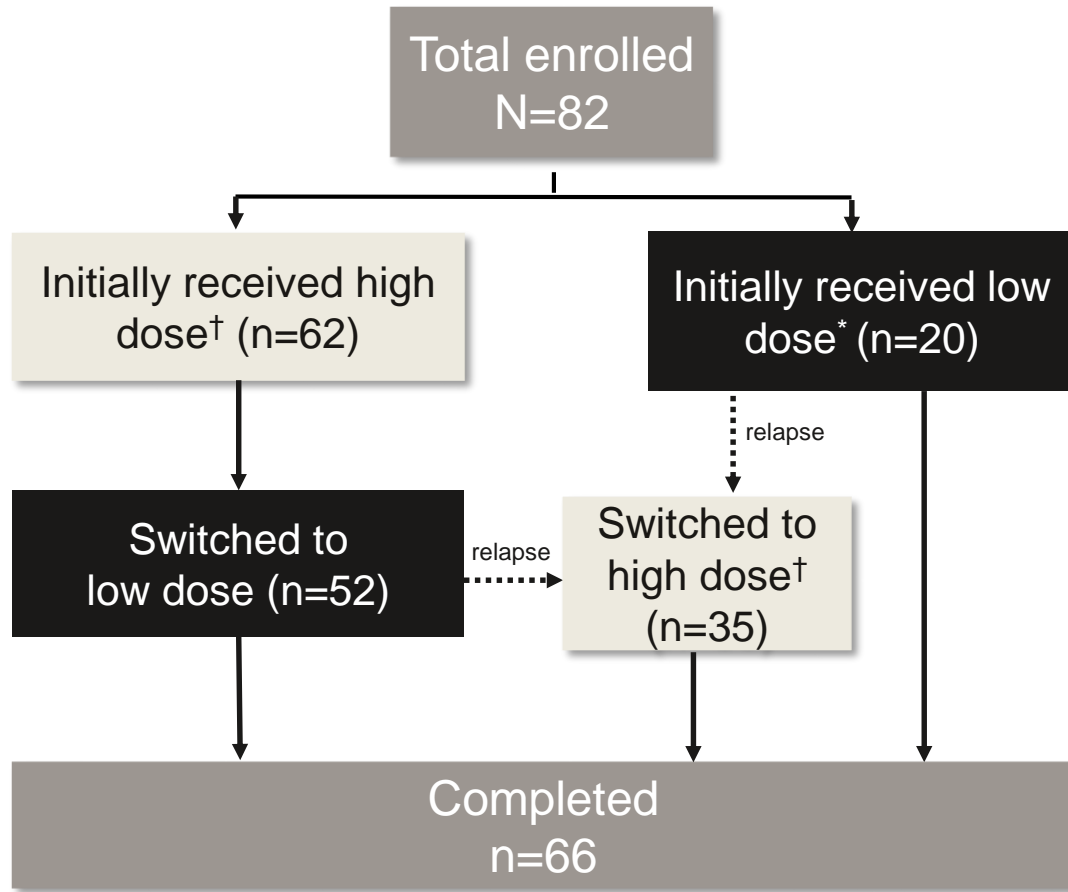 Total enrolled
N=82
Initially received high
dose† (n=62)
Initially received low
dose* (n=20)
relapse
Switched to
low dose (n=52)
relapse
Switched to
high dose†
(n=35)
Completed
n=66